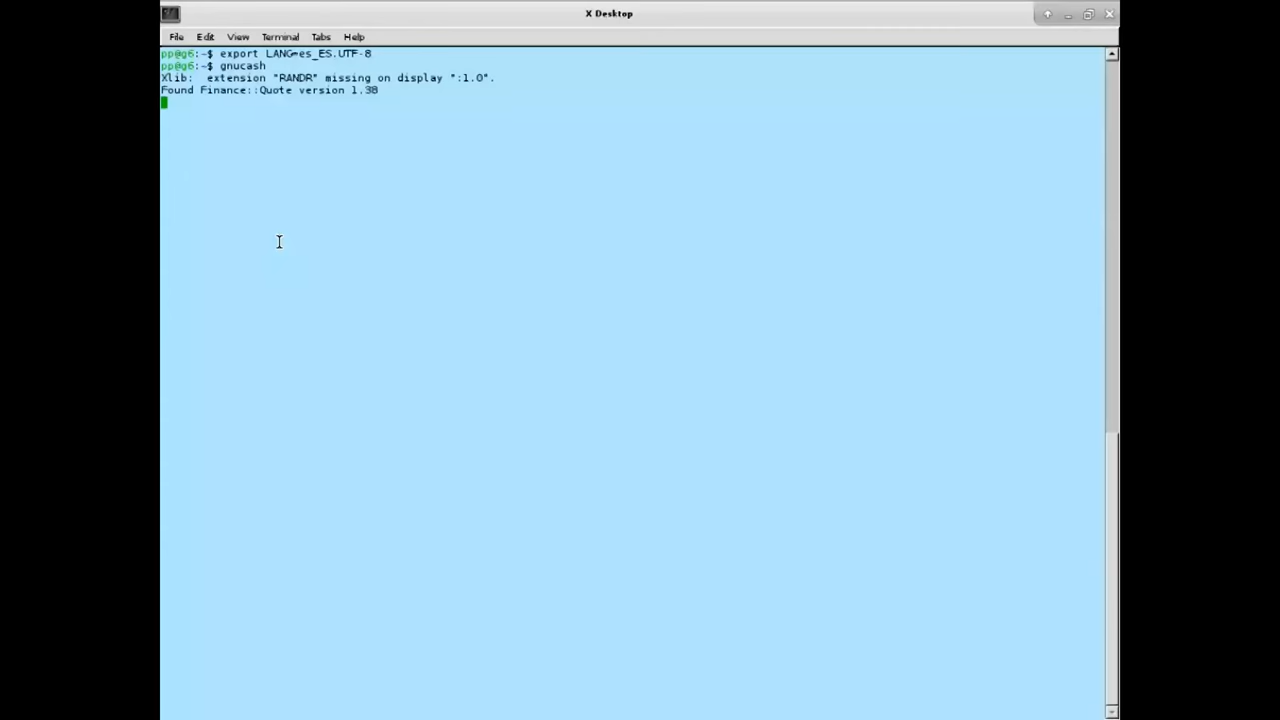 X Desktop
File Edit View Terminal Tabs Help
pp@g6:~$ export LANG=es_ES.UTF-8
pp@g6:~$ gnucash
Xlib:  extension "RANDR" missing on display ":1.0".
Found Finance::Quote version 1.38